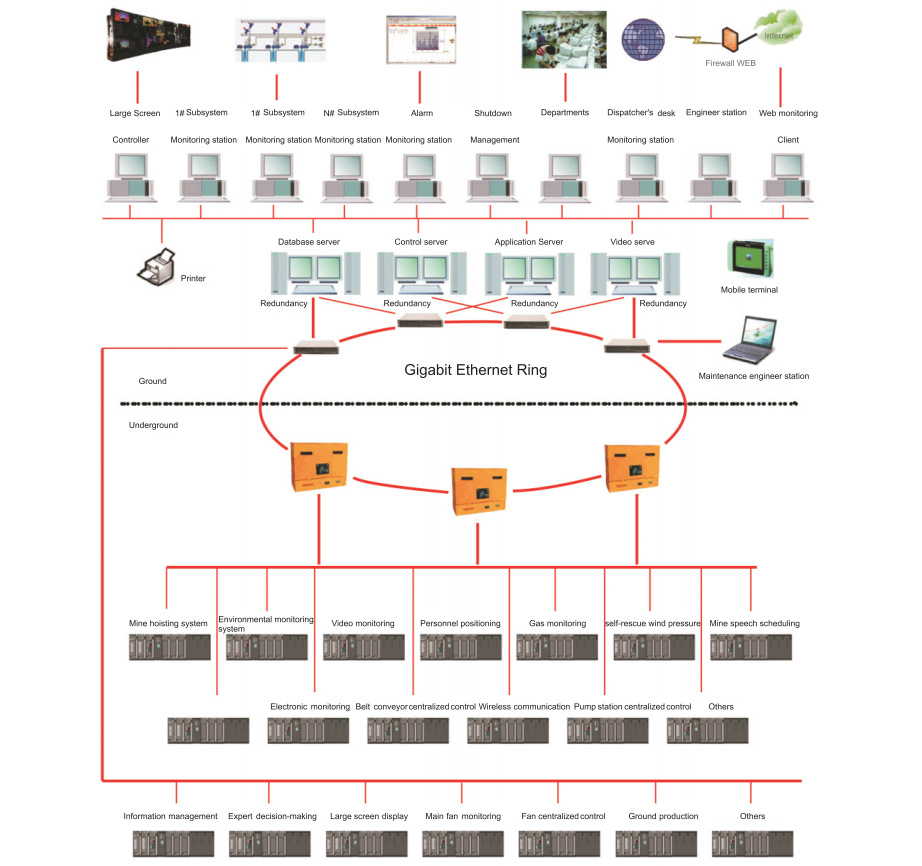 Internet
Firewall WEB
Large Screen
1# Subsystem
1# Subsystem
N# Subsystem
Alarm
Shutdown
Departments
Dispatcher's desk
Engineer station
Web monitoring
Controller
Monitoring station
Monitoring station
Monitoring station
Monitoring station
Management
Monitoring station
Client
Database server
Control server
Application Server
Video serve
Printer
Mobile terminal
Redundancy
Redundancy
Redundancy
Redundancy
Gigabit Ethernet Ring
Maintenance engineer station
Ground
Underground
Mine hoisting system
Environmental monitoring
system
Video monitoring
Personnel positioning
Gas monitoring
self-rescue wind pressure
Mine speech scheduling
Electronic monitoring
Belt conveyor centralized control
Wireless communication
Pump station centralized control
Others
Information management
Expert decision-making
Large screen display
Main fan monitoring
Fan centralized control
Ground production
Others